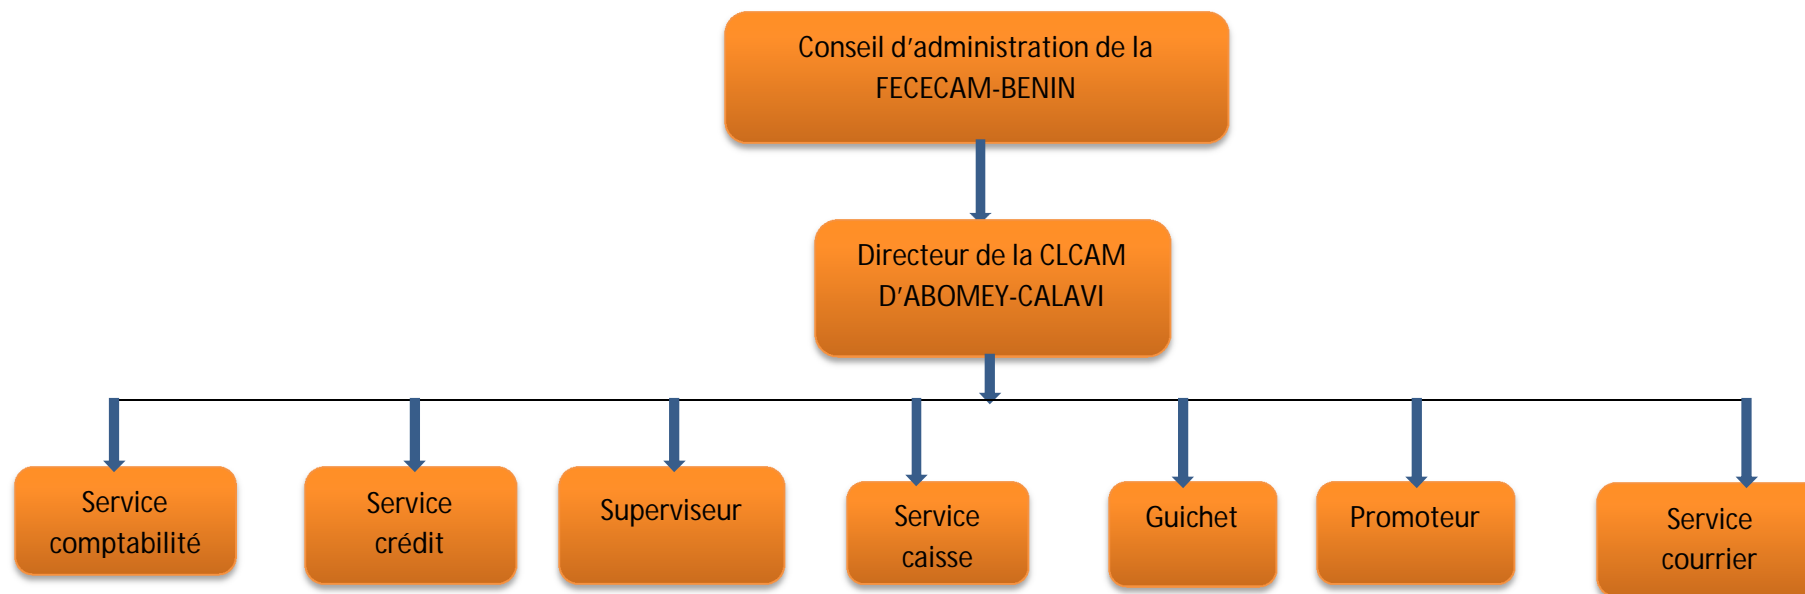 Conseil d'administration de la
FECECAM-BENIN
Directeur de la CLCAM
D'ABOMEY-CALAVI
Service
comptabilité
Service
crédit
Superviseur
Service
caisse
Guichet
Promoteur
Service
courrier